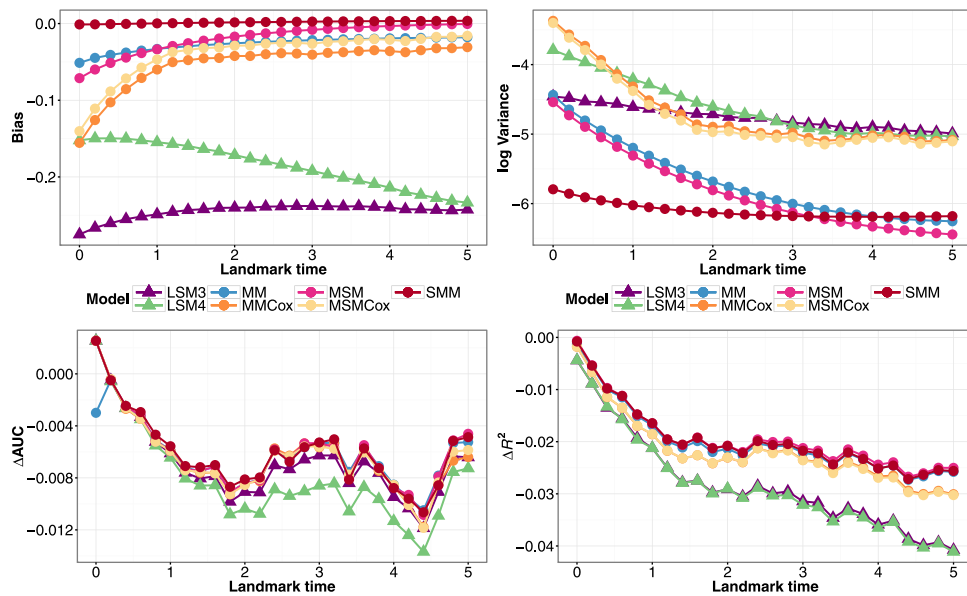 0.0
−0.1
−0.2
Bias
0 1 2 3 4 5
Landmark time
−4
−5
−6
log Variance
0 1 2 3 4 5
Landmark time
Model LSM3 MM MSM SMM
LSM4 MMCox MSMCox
Model LSM3 MM MSM SMM
LSM4 MMCox MSMCox
0.000
−0.004
−0.008
−0.012
ΔAUC
0 1 2 3 4 5
Landmark time
0.00
−0.01
−0.02
−0.03
−0.04
ΔR²
0 1 2 3 4 5
Landmark time